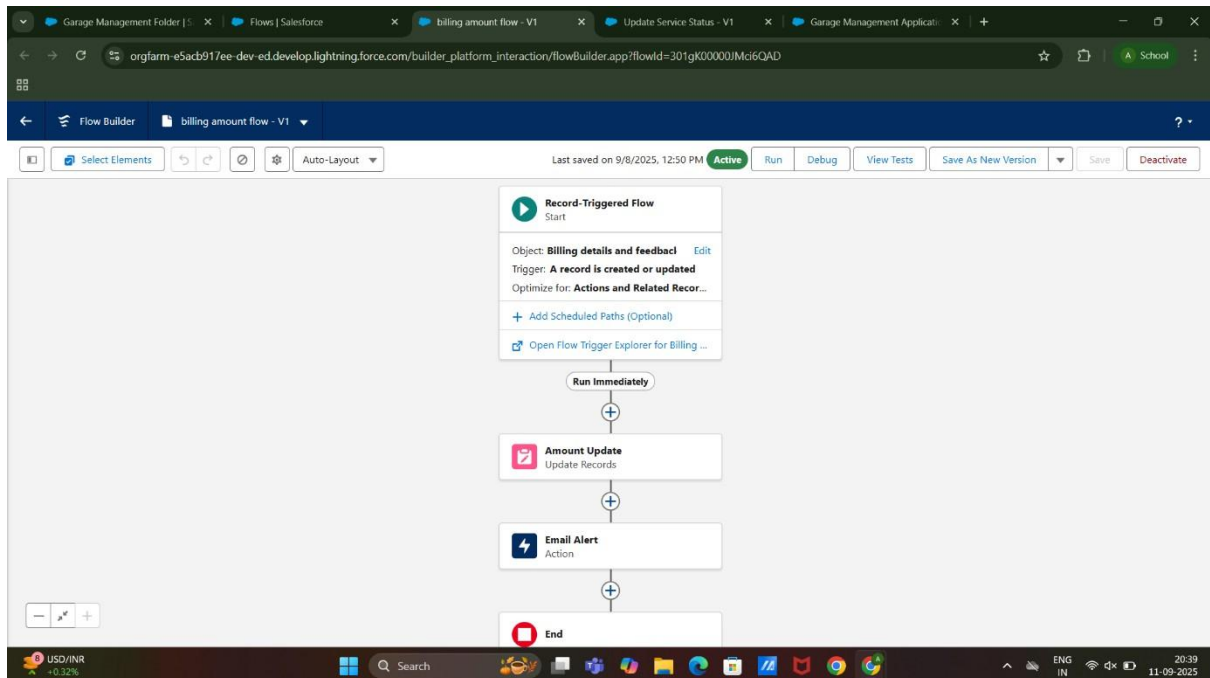 Garage Management Folder | S
Flows | Salesforce
billing amount flow - V1
Update Service Status - V1
Garage Management Applicati
orgfarm-e5acb917ee-dev-ed.develop.lightning.force.com/builder_platform_interaction/flowBuilder.app?flowId=301gK00000JMci6QAD
A School
Flow Builder
billing amount flow - V1
?
Select Elements
Auto-Layout
Last saved on 9/8/2025, 12:50 PM
Active
Run
Debug
View Tests
Save As New Version
Save
Deactivate
Record-Triggered Flow
Start
Object: Billing details and feedback Edit
Trigger: A record is created or updated
Optimize for: Actions and Related Recor...
+ Add Scheduled Paths (Optional)
Open Flow Trigger Explorer for Billing ...
Run Immediately
Amount Update
Update Records
Email Alert
Action
End
8
USD/INR
+0.32%
Search
ENG
IN
20:39
11-09-2025